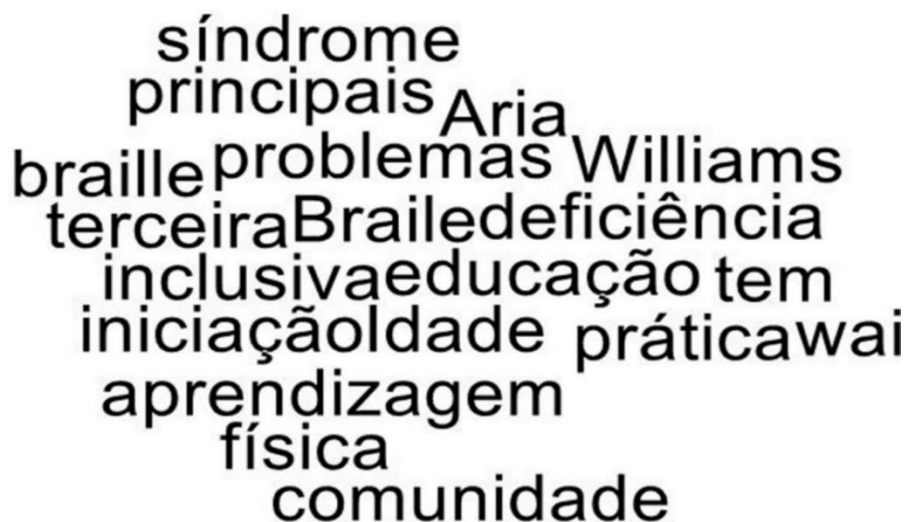 síndrome
principais Aria
braille problemas Williams
terceira Braile deficiência
inclusiva educação tem
iniciação Idade prática wai
aprendizagem
física
comunidade